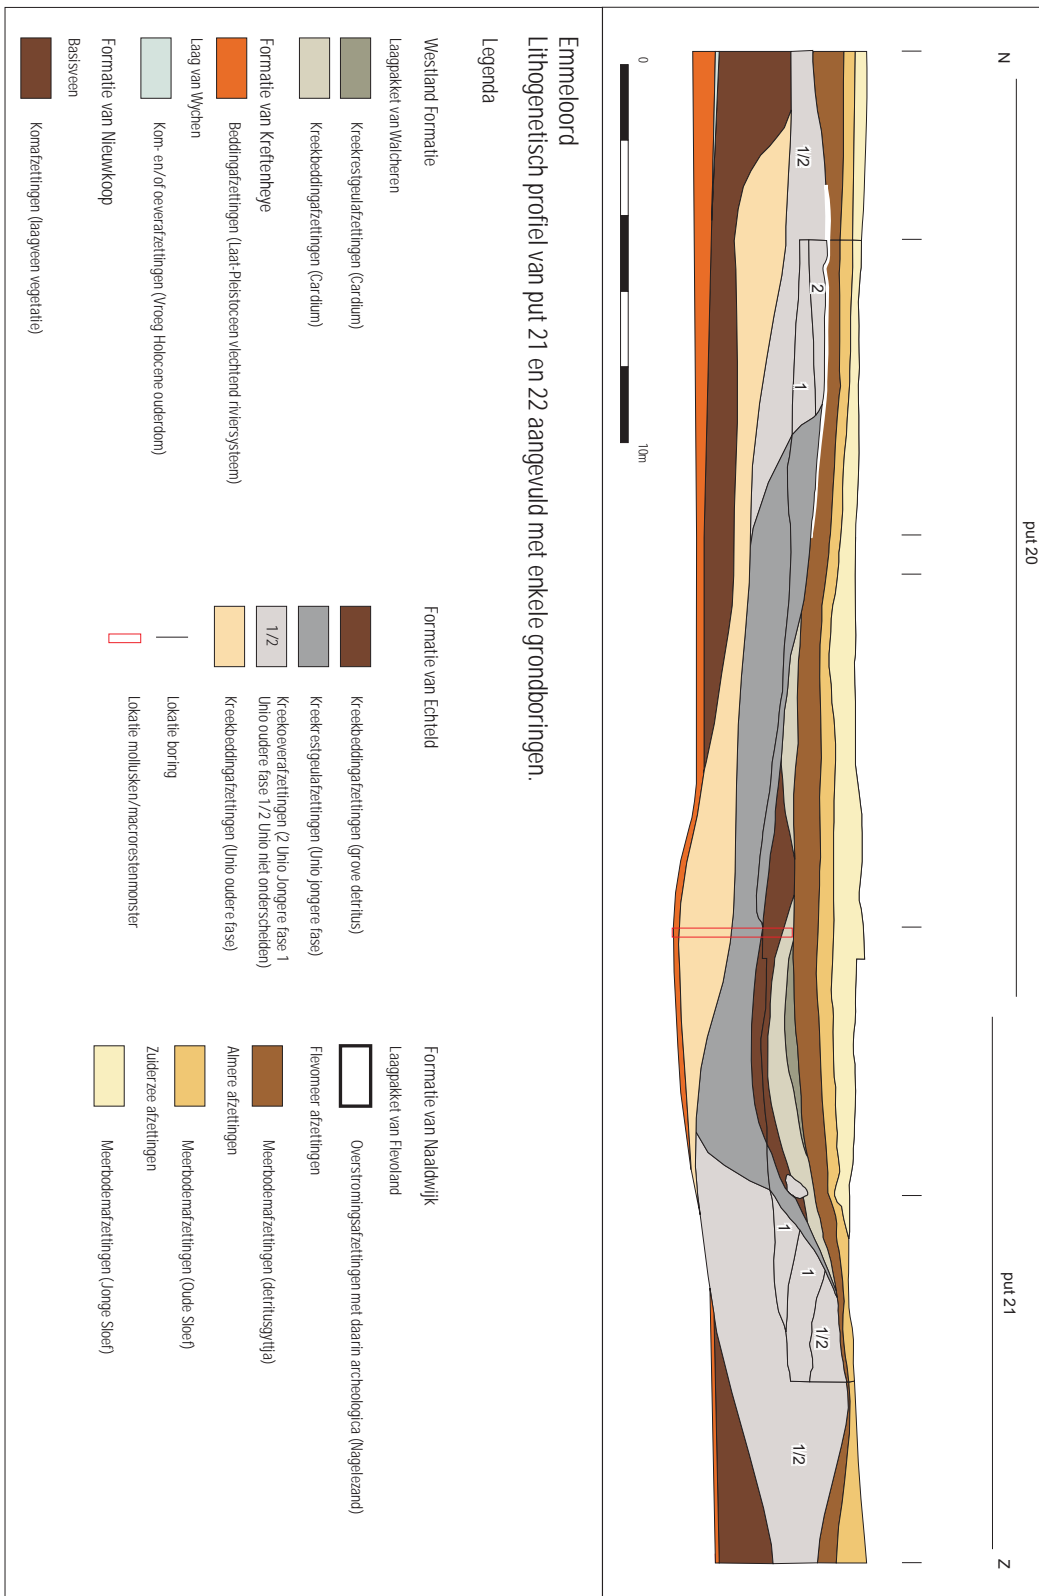 N
put 20
put 21
Z
1/2
2
1
1
1
1/2
1/2
0
10m
Emmeloord
Lithogenetisch profiel van put 21 en 22 aangevuld met enkele grondboringen.
Legenda
Westland Formatie
Laagpakket van Walcheren
Kreekrestgeulafzettingen (Cardium)
Kreekbeddingafzettingen (Cardium)
Formatie van Kreftenheye
Beddingafzettingen (Laat-Pleistoceen vlechtend riviersysteem)
Laag van Wychen
Kom- en/of oeverafzettingen (Vroeg Holocene ouderdom)
Formatie van Nieuwkoop
Basisveen
Komafzettingen (laagveen vegetatie)
Formatie van Echteld
Kreekbeddingafzettingen (grove detritus)
Kreekrestgeulafzettingen (Unio jongere fase)
1/2
Kreekoeverafzettingen (2 Unio Jongere fase 1
Unio oudere fase 1/2 Unio niet onderscheiden)
Kreekbeddingafzettingen (Unio oudere fase)
Lokatie boring
Lokatie mollusken/macrorestenmonster
Formatie van Naaldwijk
Laagpakket van Flevoland
Overstromingsafzettingen met daarin archeologica (Nagelezand)
Flevomeer afzettingen
Meerbodemafzettingen (detritusgyttja)
Almere afzettingen
Meerbodemafzettingen (Oude Sloef)
Zuiderzee afzettingen
Meerbodemafzettingen (Jonge Sloef)